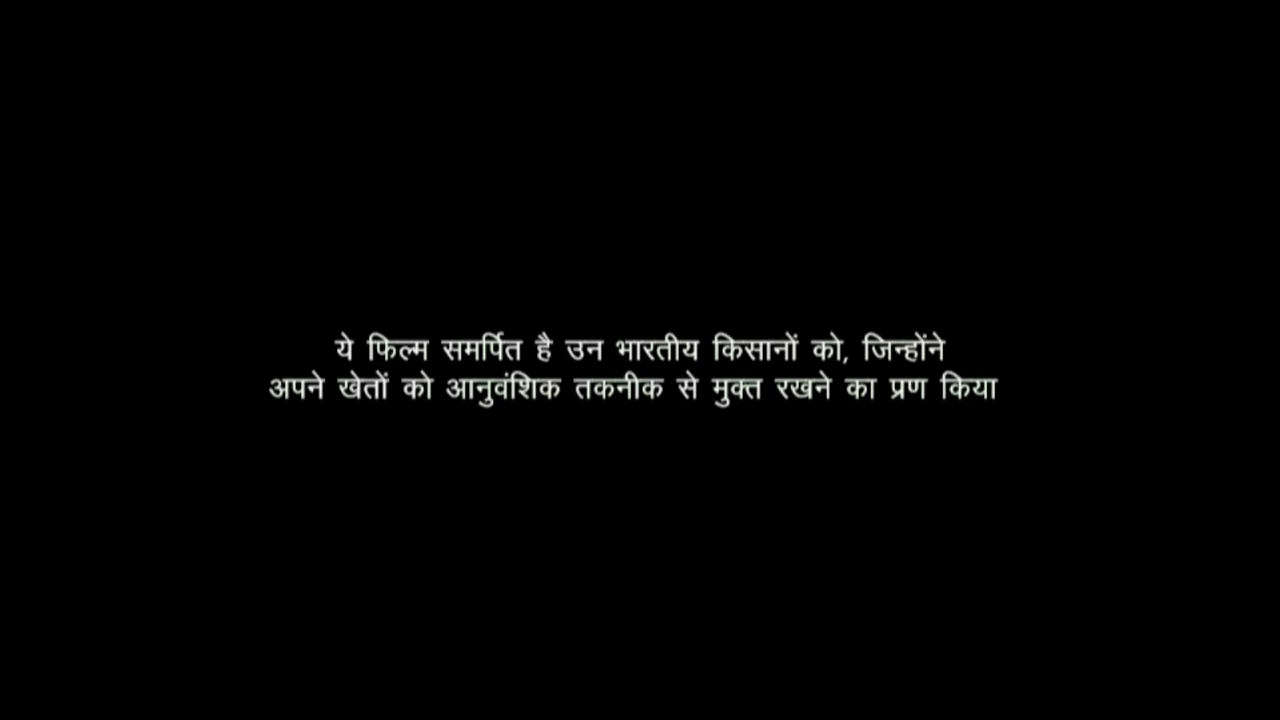 ये फिल्म समर्पित है उन भारतीय किसानों को, जिन्होंने
अपने खेतों को आनुवंशिक तकनीक से मुक्त रखने का प्रण किया